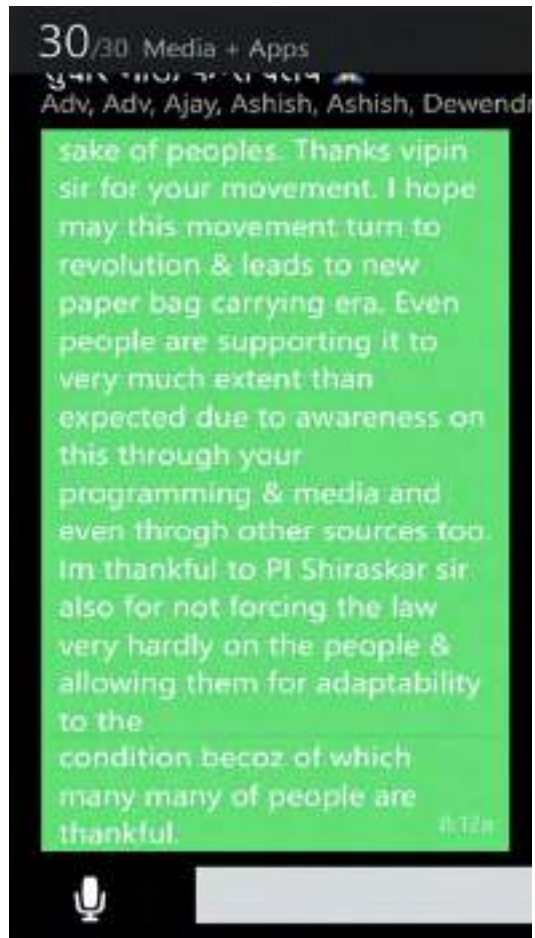 30/30 Media + Apps
Adv, Adv, Ajay, Ashish, Ashish, Dewendr
sake of peoples. Thanks vipin
sir for your movement. I hope
may this movement turn to
revolution & leads to new
paper bag carrying era. Even
people are supporting it to
very much extent than
expected due to awareness on
this through your
programming & media and
even throgh other sources too.
Im thankful to PI Shiraskar sir
also for not forcing the law
very hardly on the people &
allowing them for adaptability
to the
condition becoz of which
many many of people are
thankful.